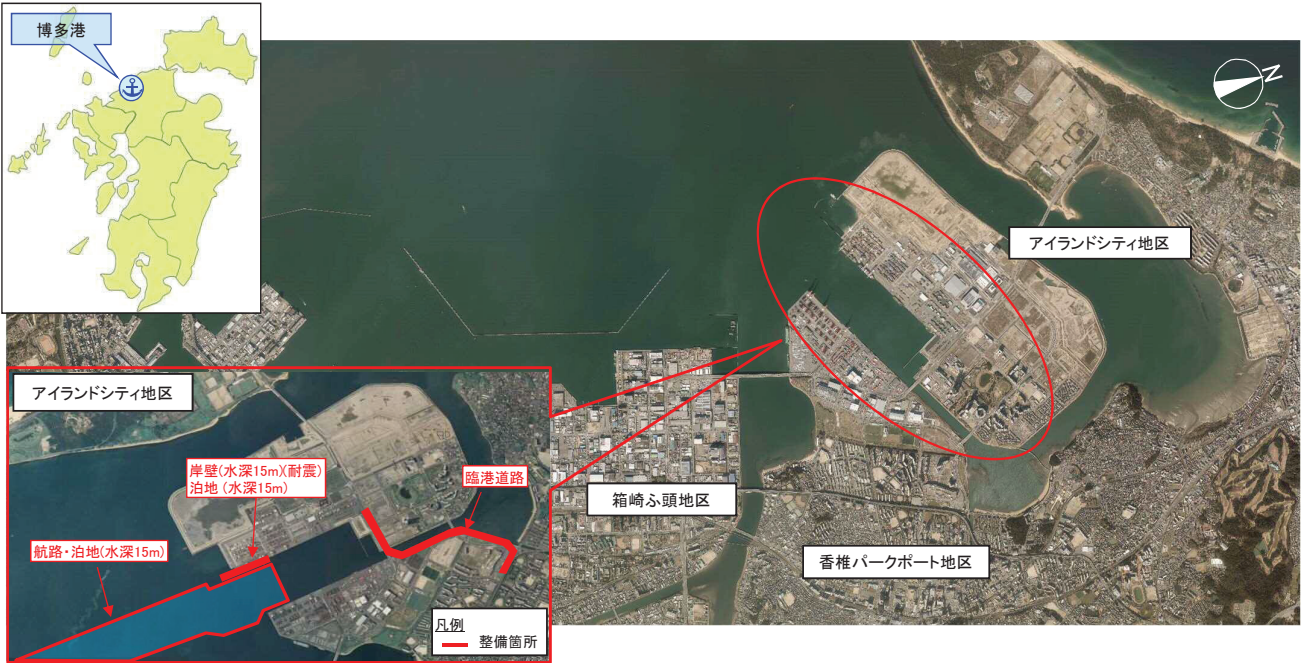 博多港
N
アイランドシティ地区
箱崎ふ頭地区
香椎パークポート地区
アイランドシティ地区
岸壁(水深15m)(耐震)
泊地(水深15m)
臨港道路
航路・泊地(水深15m)
凡例
整備箇所